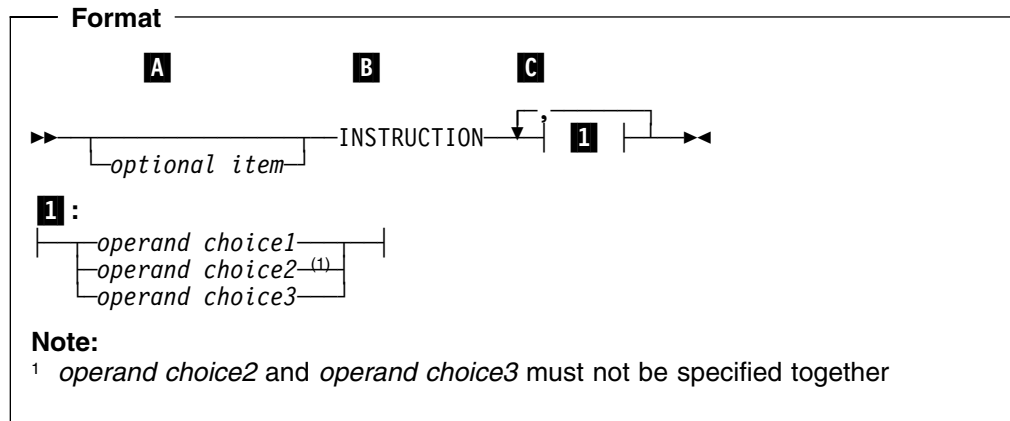 Format
A B C
,
INSTRUCTION 1
optional item
1 :
operand choice1
operand choice2 (1)
operand choice3
Note:
1 operand choice2 and operand choice3 must not be specified together